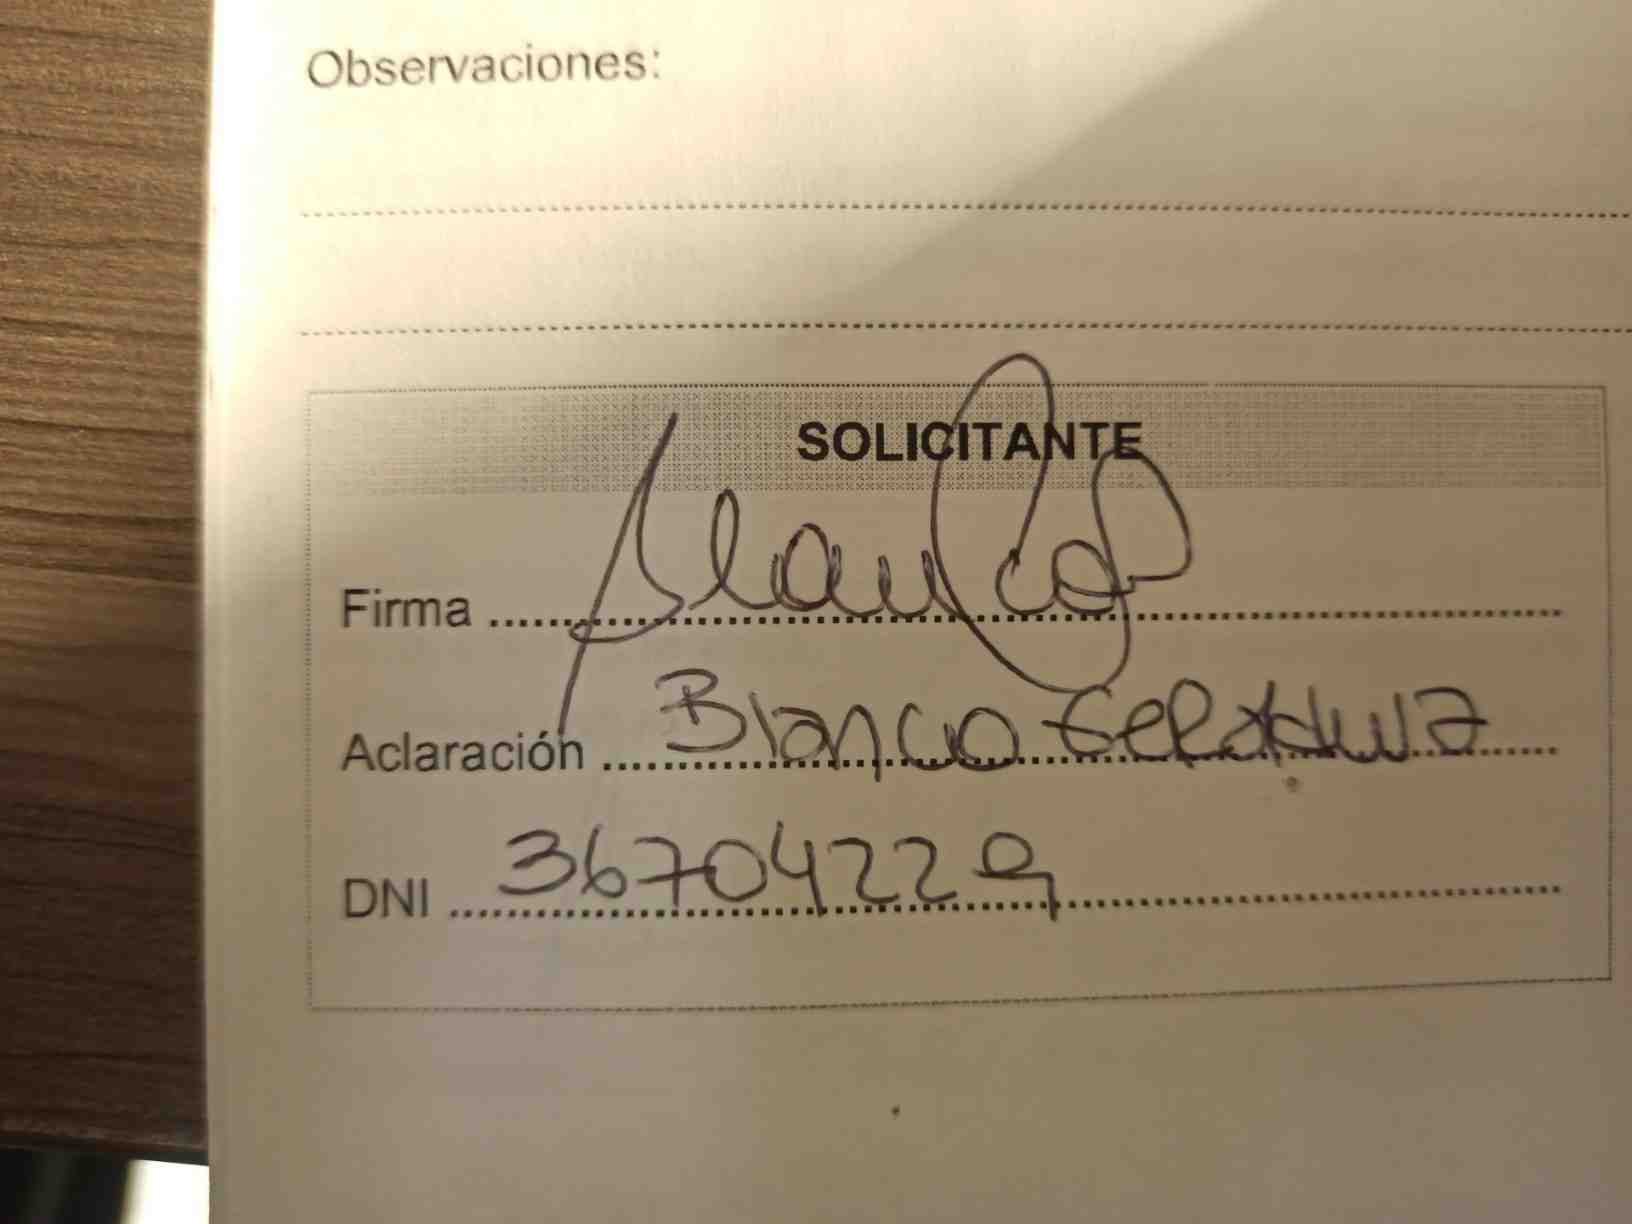 Observaciones:
SOLICITANTE
Firma
Aclaración Blanco
DNI 36704229